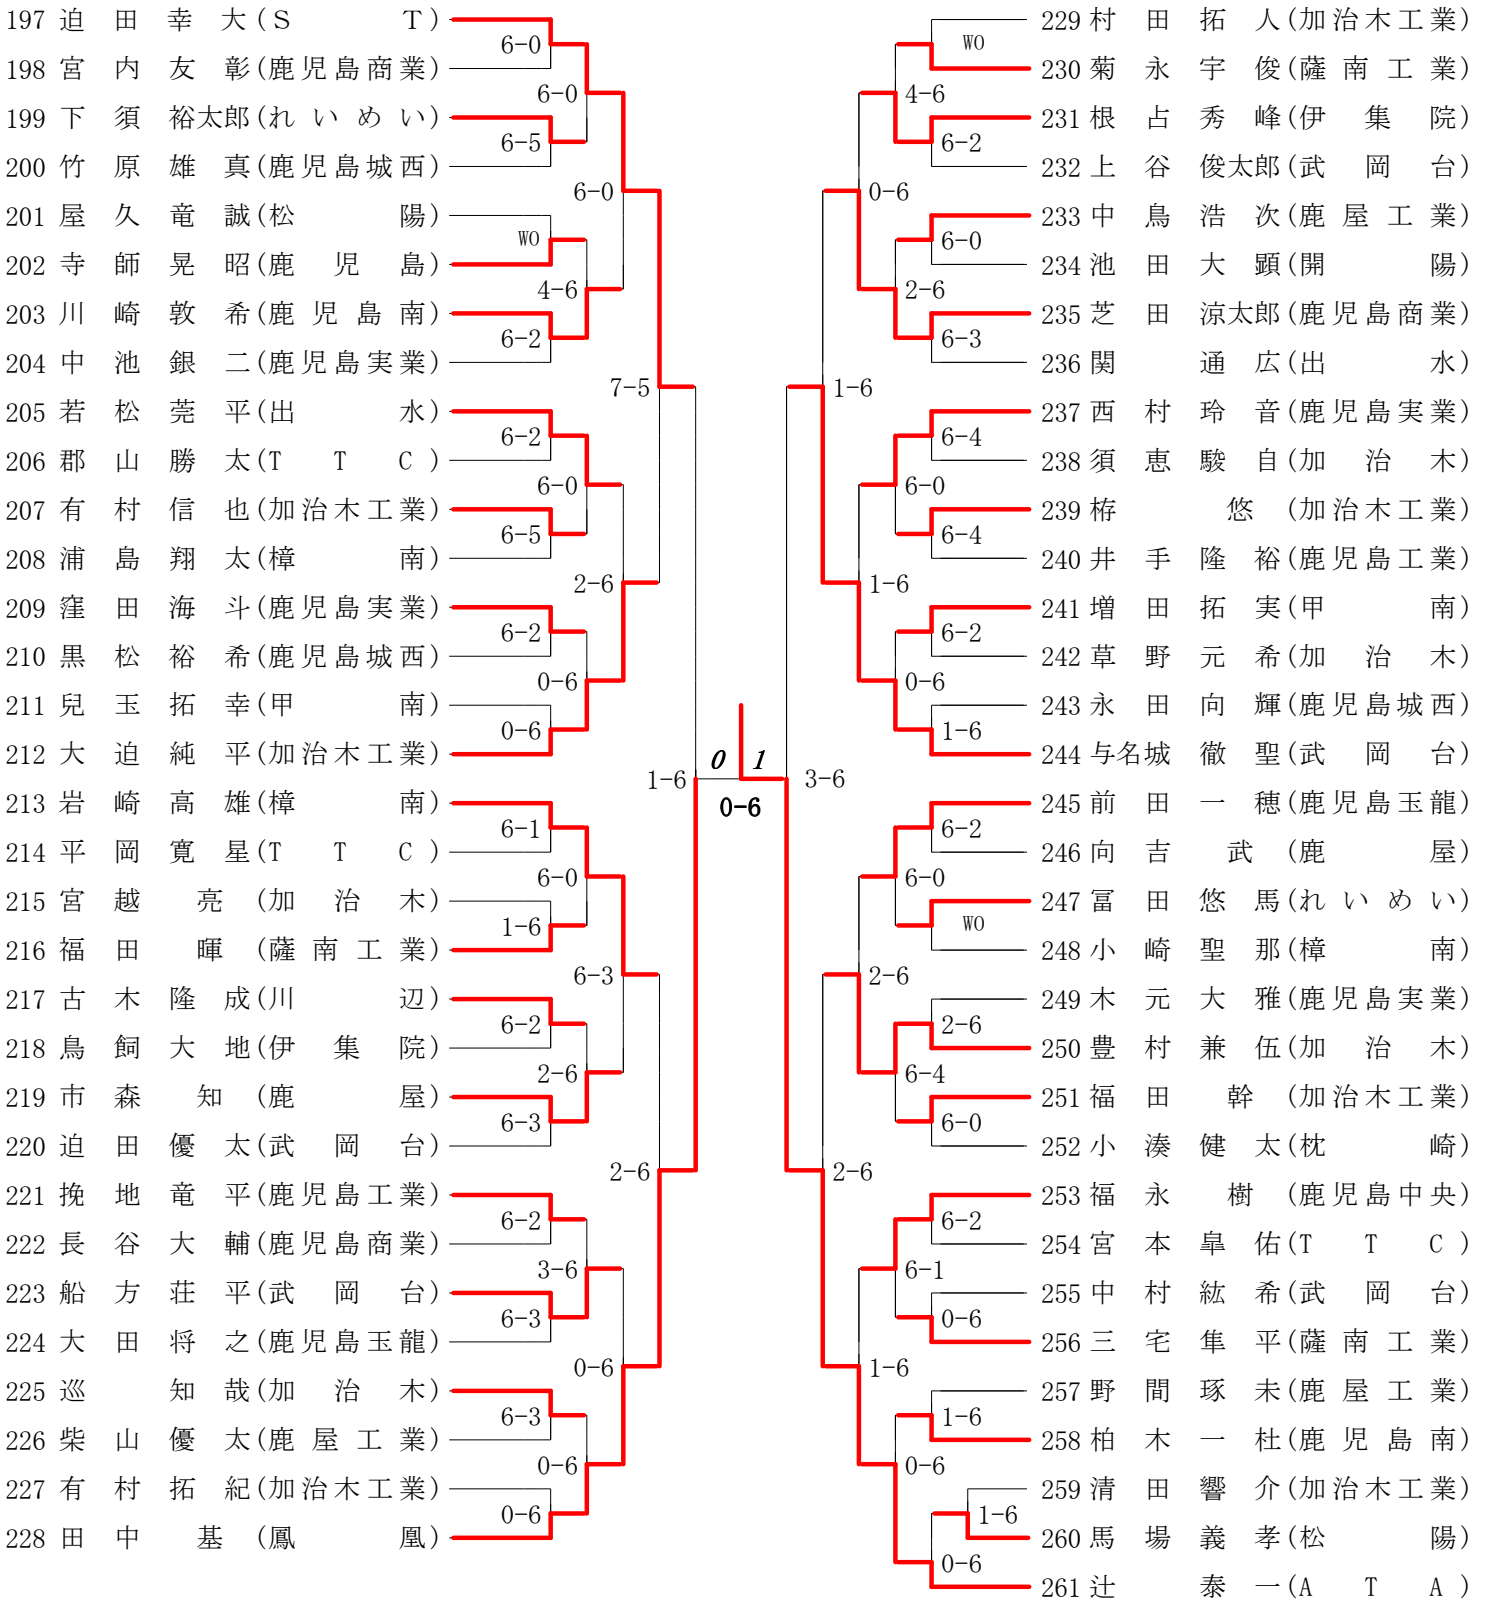 197 迫田幸大(ST)
6-0
198 宮内友彰(鹿児島商業)
6-0
199 下須裕太郎(れいめい)
6-5
200 竹原雄真(鹿児島城西)
6-0
201 屋久竜誠(松陽)
WO
202 寺師晃昭(鹿児島)
4-6
203 川崎敦希(鹿児島南)
6-2
204 中池銀二(鹿児島実業)
7-5
205 若松莞平(出水)
6-2
206 郡山勝太(TTC)
6-0
207 有村信也(加治木工業)
6-5
208 浦島翔太(樟南)
2-6
209 窪田海斗(鹿児島実業)
6-2
210 黒松裕希(鹿児島城西)
0-6
211 兒玉拓幸(甲南)
0-6
212 大迫純平(加治木工業)
1-6
213 岩崎高雄(樟南)
6-1
214 平岡寛星(TTC)
6-0
215 宮越亮(加治木)
1-6
216 福田暉(薩南工業)
6-3
217 古木隆成(川辺)
6-2
218 鳥飼大地(伊集院)
2-6
219 市森知(鹿屋)
6-3
220 迫田優太(武岡台)
2-6
221 挽地竜平(鹿児島工業)
6-2
222 長谷大輔(鹿児島商業)
3-6
223 船方荘平(武岡台)
6-3
224 大田将之(鹿児島玉龍)
0-6
225 巡知哉(加治木)
6-3
226 柴山優太(鹿屋工業)
0-6
227 有村拓紀(加治木工業)
0-6
228 田中基(鳳凰)
0 1
0-6
229 村田拓人(加治木工業)
WO
230 菊永宇俊(薩南工業)
4-6
231 根占秀峰(伊集院)
6-2
232 上谷俊太郎(武岡台)
0-6
233 中鳥浩次(鹿屋工業)
6-0
234 池田大顕(開陽)
2-6
235 芝田涼太郎(鹿児島商業)
6-3
236 関通広(出水)
1-6
237 西村玲音(鹿児島実業)
6-4
238 須恵駿自(加治木)
6-0
239 栫悠(加治木工業)
6-4
240 井手隆裕(鹿児島工業)
1-6
241 増田拓実(甲南)
6-2
242 草野元希(加治木)
0-6
243 永田向輝(鹿児島城西)
1-6
244 与名城徹聖(武岡台)
3-6
245 前田一穂(鹿児島玉龍)
6-2
246 向吉武(鹿屋)
6-0
247 冨田悠馬(れいめい)
WO
248 小崎聖那(樟南)
2-6
249 木元大雅(鹿児島実業)
2-6
250 豊村兼伍(加治木)
6-4
251 福田幹(加治木工業)
6-0
252 小湊健太(枕崎)
2-6
253 福永樹(鹿児島中央)
6-2
254 宮本皐佑(TTC)
6-1
255 中村紘希(武岡台)
0-6
256 三宅隼平(薩南工業)
1-6
257 野間琢未(鹿屋工業)
1-6
258 柏木一杜(鹿児島南)
0-6
259 清田響介(加治木工業)
1-6
260 馬場義孝(松陽)
0-6
261 辻泰一(ATA)